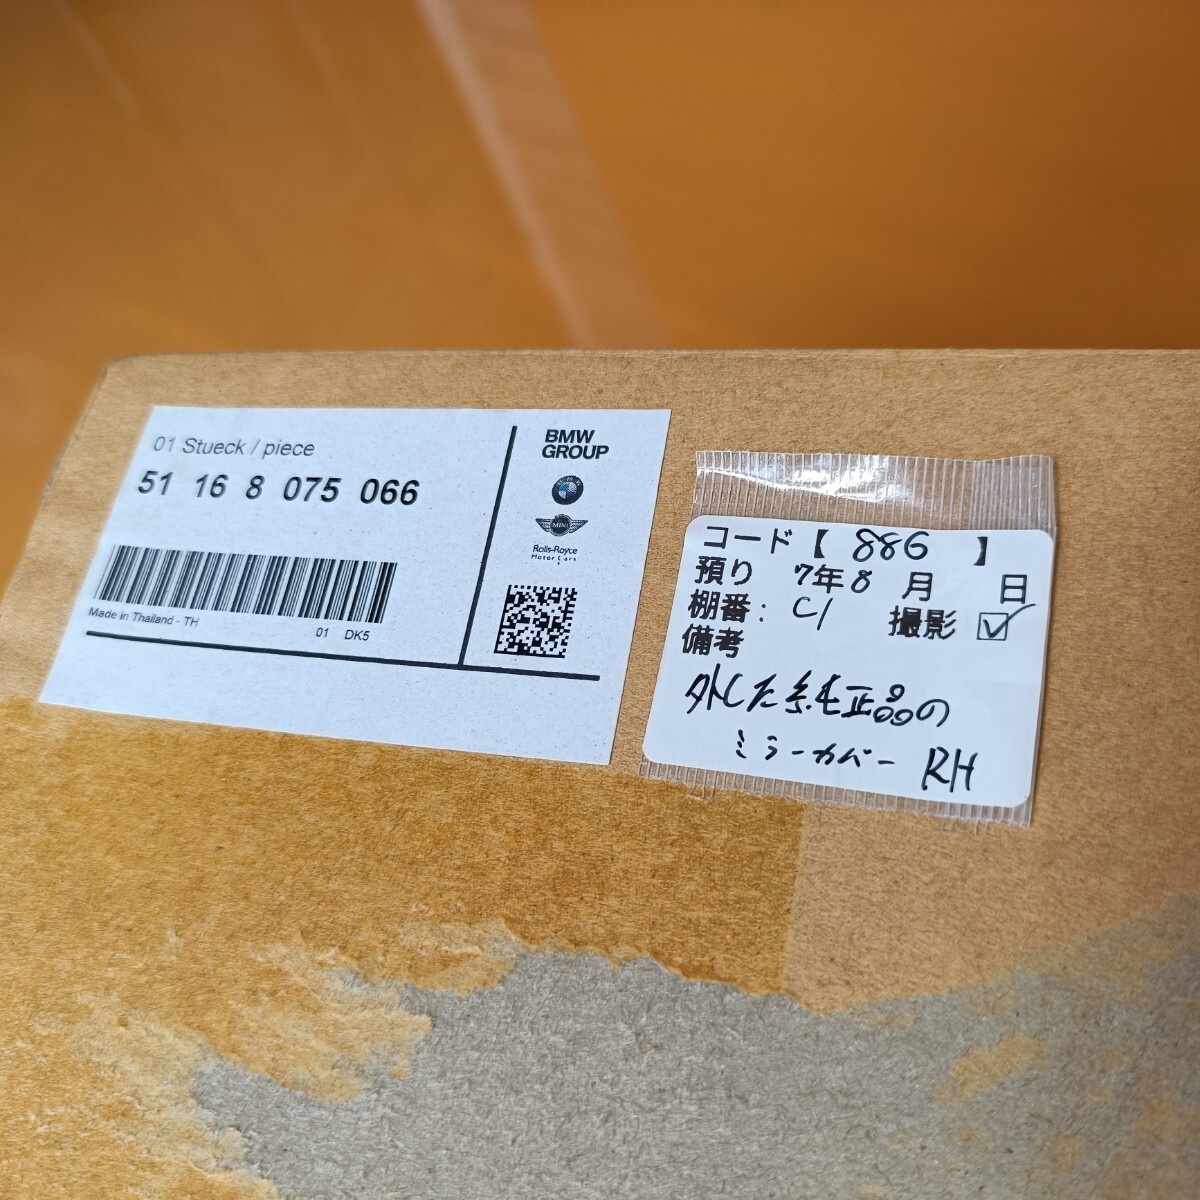 01 Stueck / piece
51 16 8 075 066
Made in Thailand - TH
01 DK5
BMW
GROUP
BMW
MINI
Rolls-Royce
Motor Cars
コード【 886 】
預り 7年8月 日
棚番: C1 撮影 ☑
備考
外した純正品の
ミラーカバー RH